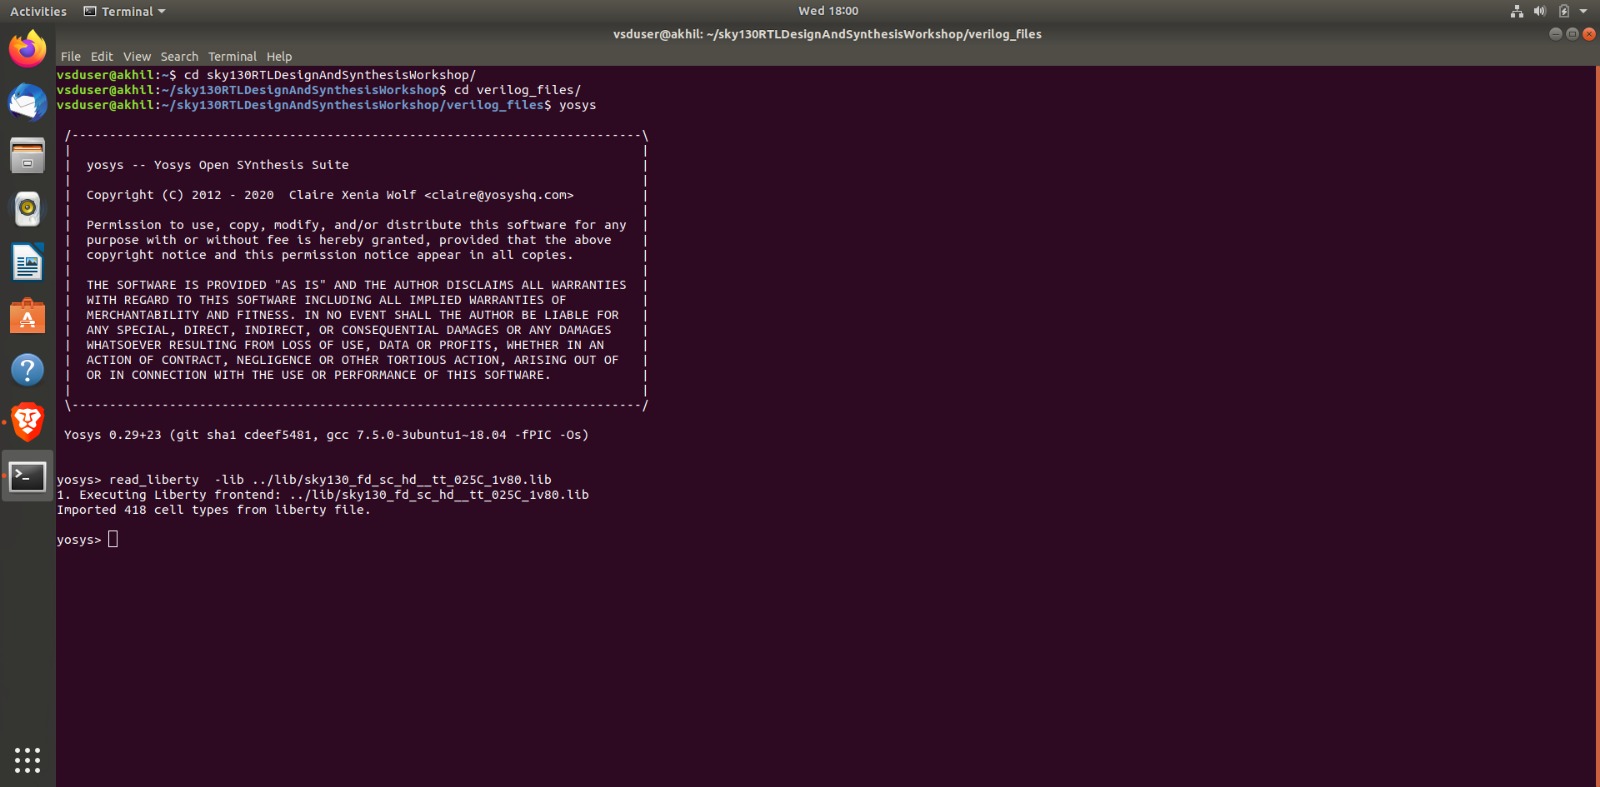 Activities Terminal Wed 18:00
vsduser@akhil: ~/sky130RTLDesignAndSynthesisWorkshop/verilog_files
File Edit View Search Terminal Help
vsduser@akhil:~$ cd sky130RTLDesignAndSynthesisWorkshop/
vsduser@akhil:~/sky130RTLDesignAndSynthesisWorkshop$ cd verilog_files/
vsduser@akhil:~/sky130RTLDesignAndSynthesisWorkshop/verilog_files$ yosys
/----------------------------------------------------------------------------\
|                                                                            |
|  yosys -- Yosys Open SYnthesis Suite                                       |
|                                                                            |
|  Copyright (C) 2012 - 2020  Claire Xenia Wolf <claire@yosyshq.com>         |
|                                                                            |
|  Permission to use, copy, modify, and/or distribute this software for any  |
|  purpose with or without fee is hereby granted, provided that the above    |
|  copyright notice and this permission notice appear in all copies.         |
|                                                                            |
|  THE SOFTWARE IS PROVIDED "AS IS" AND THE AUTHOR DISCLAIMS ALL WARRANTIES  |
|  WITH REGARD TO THIS SOFTWARE INCLUDING ALL IMPLIED WARRANTIES OF          |
|  MERCHANTABILITY AND FITNESS. IN NO EVENT SHALL THE AUTHOR BE LIABLE FOR   |
|  ANY SPECIAL, DIRECT, INDIRECT, OR CONSEQUENTIAL DAMAGES OR ANY DAMAGES    |
|  WHATSOEVER RESULTING FROM LOSS OF USE, DATA OR PROFITS, WHETHER IN AN     |
|  ACTION OF CONTRACT, NEGLIGENCE OR OTHER TORTIOUS ACTION, ARISING OUT OF   |
|  OR IN CONNECTION WITH THE USE OR PERFORMANCE OF THIS SOFTWARE.            |
|                                                                            |
\----------------------------------------------------------------------------/
Yosys 0.29+23 (git sha1 cdeef5481, gcc 7.5.0-3ubuntu1~18.04 -fPIC -Os)
yosys> read_liberty  -lib ../lib/sky130_fd_sc_hd__tt_025C_1v80.lib
1. Executing Liberty frontend: ../lib/sky130_fd_sc_hd__tt_025C_1v80.lib
Imported 418 cell types from liberty file.
yosys>